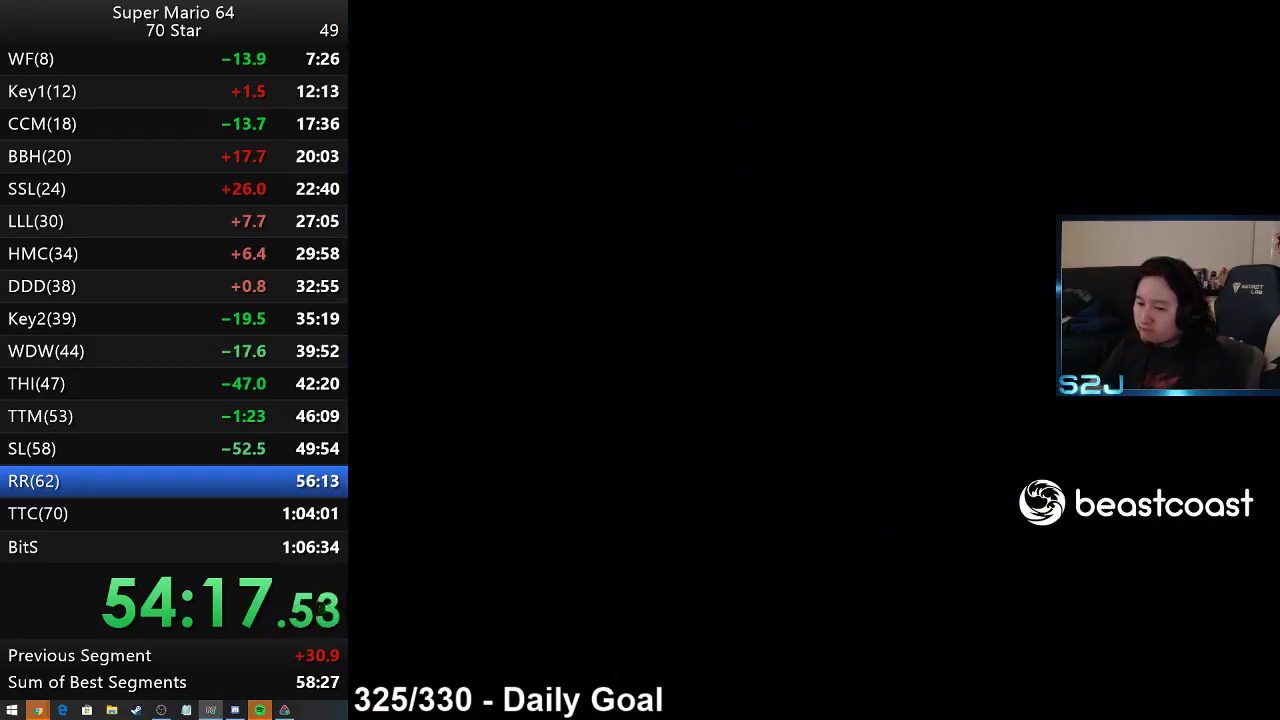 Super Mario 64
70 Star 49
WF(8) −13.9 7:26
Key1(12) +1.5 12:13
CCM(18) −13.7 17:36
BBH(20) +17.7 20:03
SSL(24) +26.0 22:40
LLL(30) +7.7 27:05
HMC(34) +6.4 29:58
DDD(38) +0.8 32:55
Key2(39) −19.5 35:19
WDW(44) −17.6 39:52
THI(47) −47.0 42:20
TTM(53) −1:23 46:09
SL(58) −52.5 49:54
RR(62) 56:13
TTC(70) 1:04:01
BitS 1:06:34
54:17.53
Previous Segment +30.9
Sum of Best Segments 58:27
325/330 - Daily Goal
SECRET
LAB
S2J
beastcoast